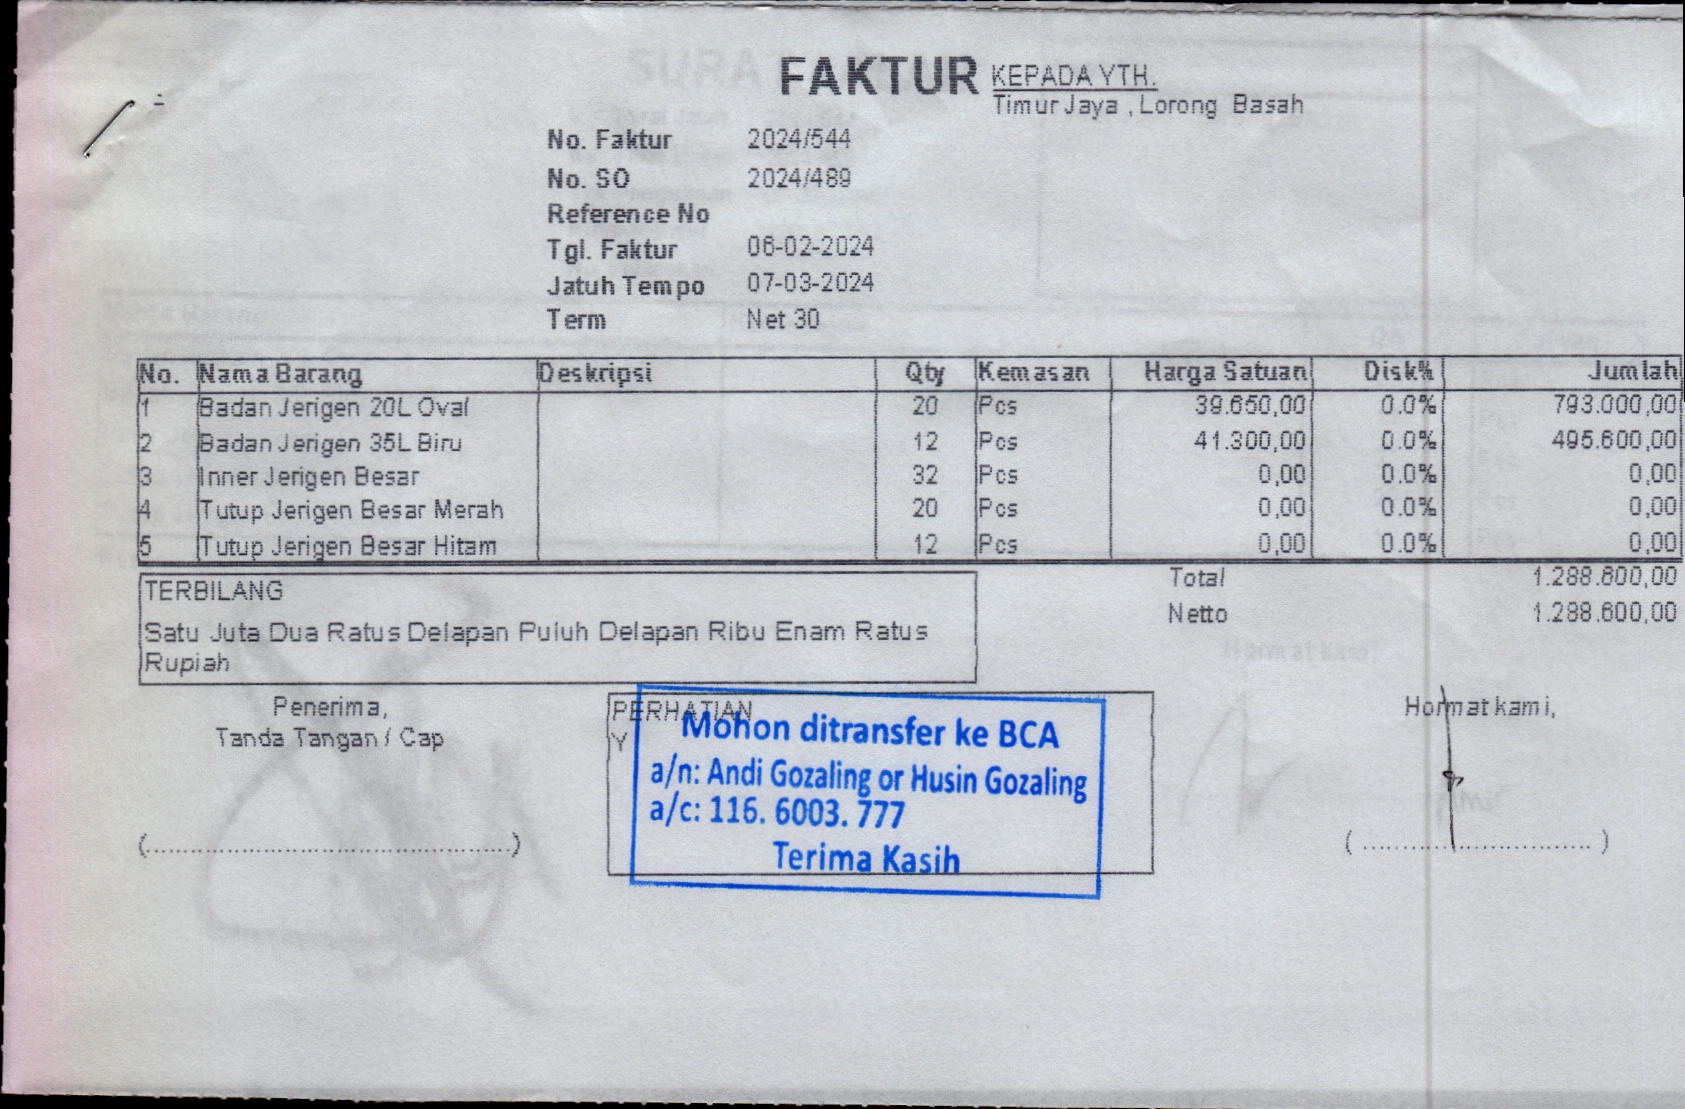 FAKTUR
KEPADA YTH.
Timur Jaya , Lorong Basah
No. Faktur 2024/544
No. SO 2024/489
Reference No
Tgl. Faktur 06-02-2024
Jatuh Tempo 07-03-2024
Term Net 30
No. Nama Barang Deskripsi Qty Kemasan Harga Satuan Disk% Jumlah
1 Badan Jerigen 20L Oval 20 Pcs 39.650,00 0.0% 793.000,00
2 Badan Jerigen 35L Biru 12 Pcs 41.300,00 0.0% 495.600,00
3 Inner Jerigen Besar 32 Pcs 0,00 0.0% 0,00
4 Tutup Jerigen Besar Merah 20 Pcs 0,00 0.0% 0,00
5 Tutup Jerigen Besar Hitam 12 Pcs 0,00 0.0% 0,00
Total 1.288.600,00
Netto 1.288.600,00
TERBILANG
Satu Juta Dua Ratus Delapan Puluh Delapan Ribu Enam Ratus
Rupiah
Penerima,
Tanda Tangan / Cap
(..................................................)
PERHATIAN
Y
Mohon ditransfer ke BCA
a/n: Andi Gozaling or Husin Gozaling
a/c: 116. 6003. 777
Terima Kasih
Hormat kami,
( ................................ )